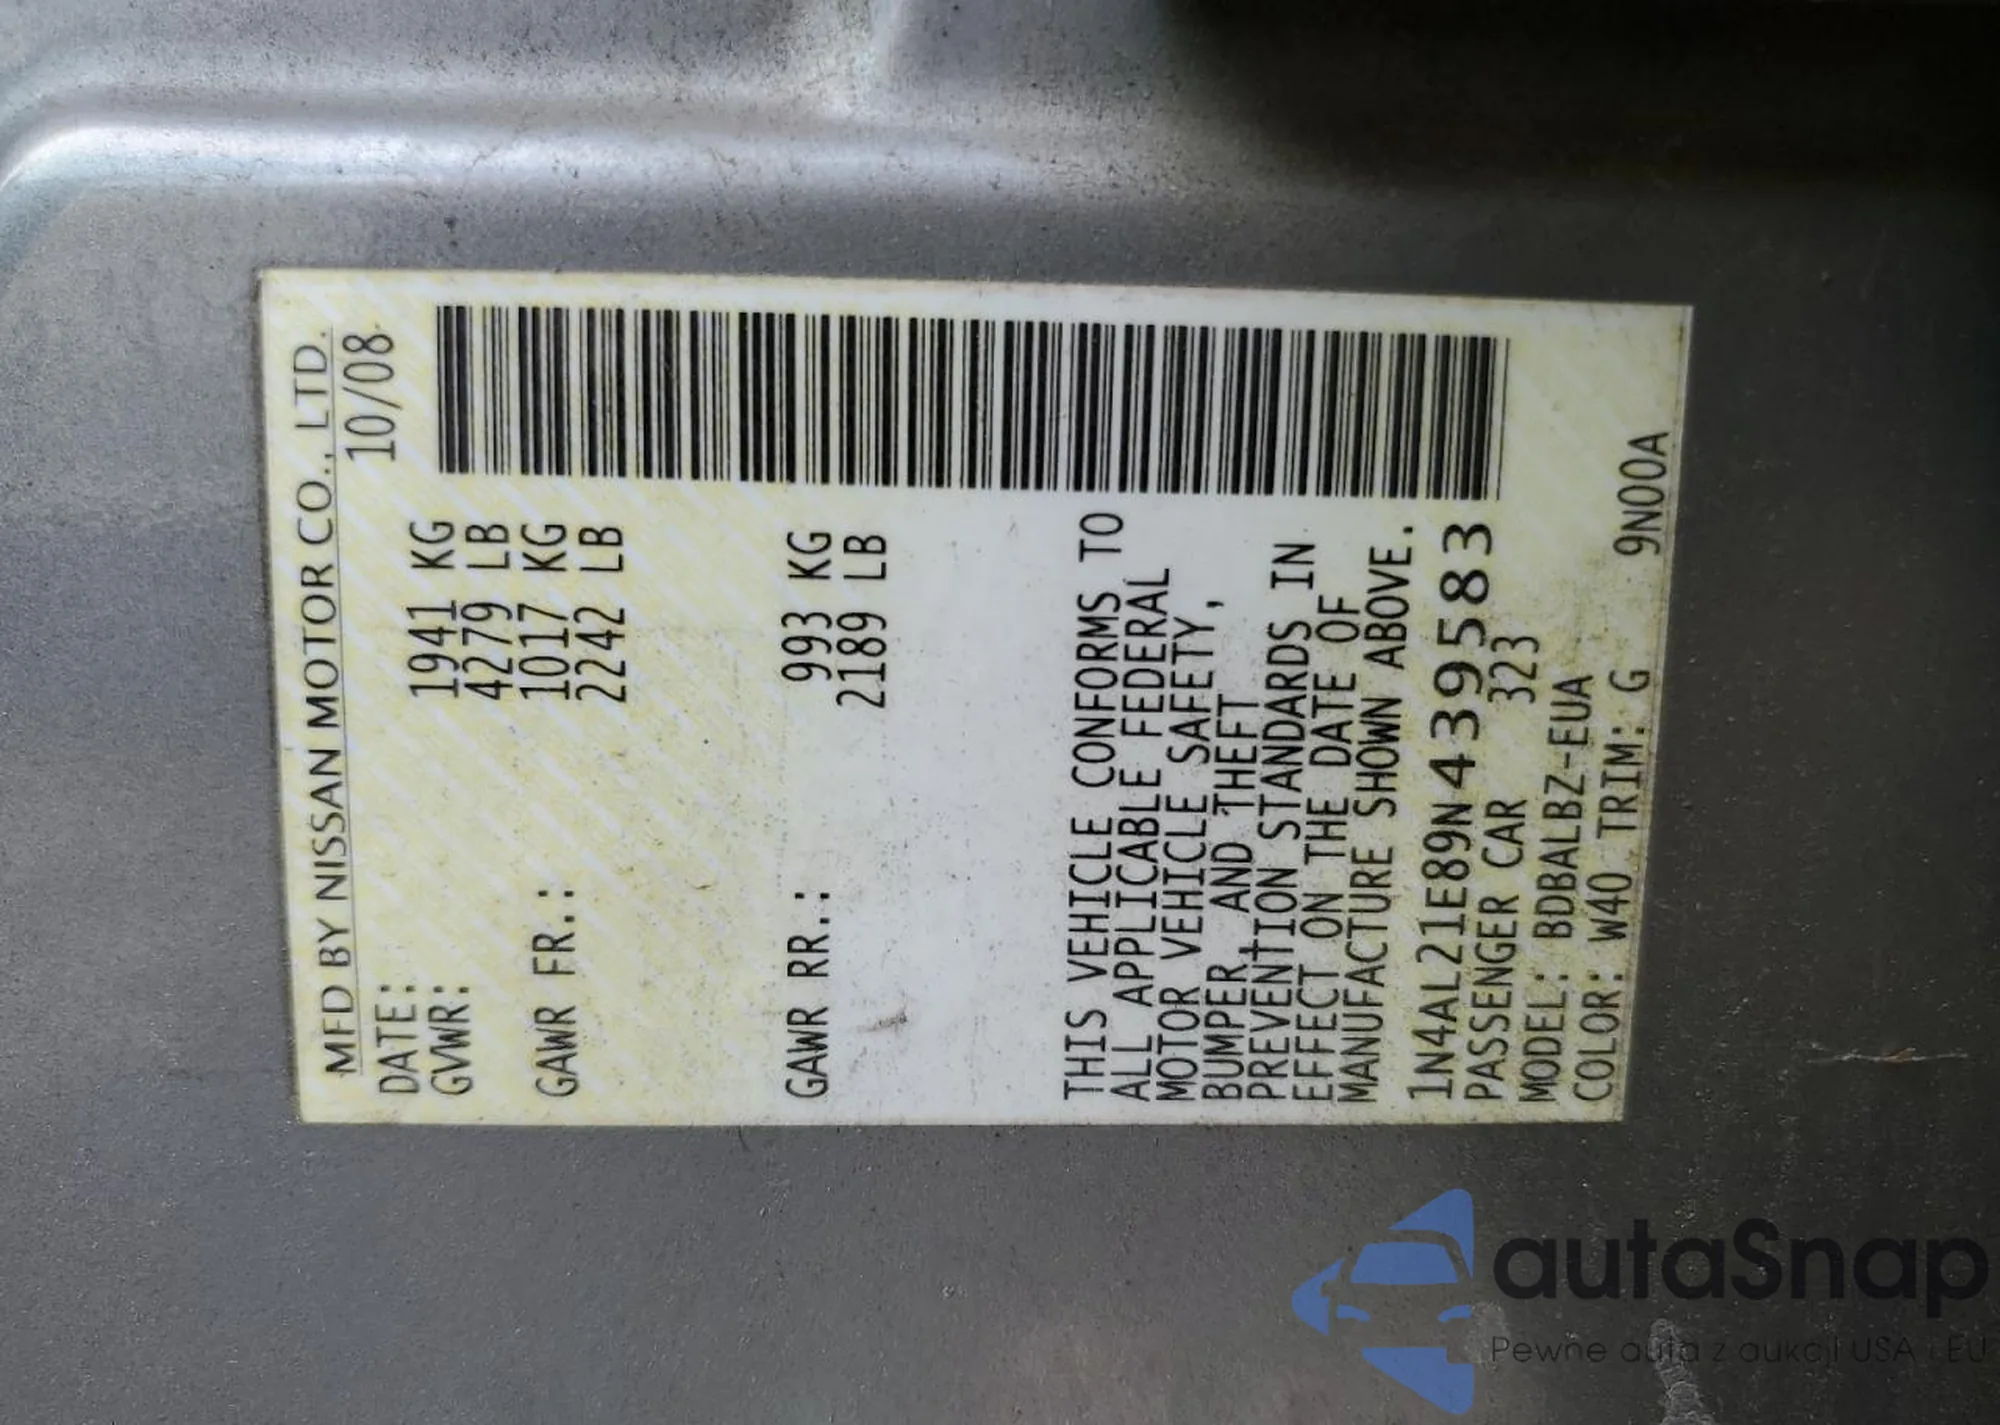 MFD BY NISSAN MOTOR CO., LTD.
DATE: 10/08
GVWR: 1941 KG
4279 LB
GAWR FR.: 1017 KG
2242 LB
GAWR RR.: 993 KG
2189 LB
THIS VEHICLE CONFORMS TO
ALL APPLICABLE FEDERAL
MOTOR VEHICLE SAFETY,
BUMPER AND THEFT
PREVENTION STANDARDS IN
EFFECT ON THE DATE OF
MANUFACTURE SHOWN ABOVE.
1N4AL21E89N439583
PASSENGER CAR 323
MODEL: BDBALBZ-EUA
COLOR: W40 TRIM: G 9N00A
autaSnap
Pewne auta z aukcji USA i EU